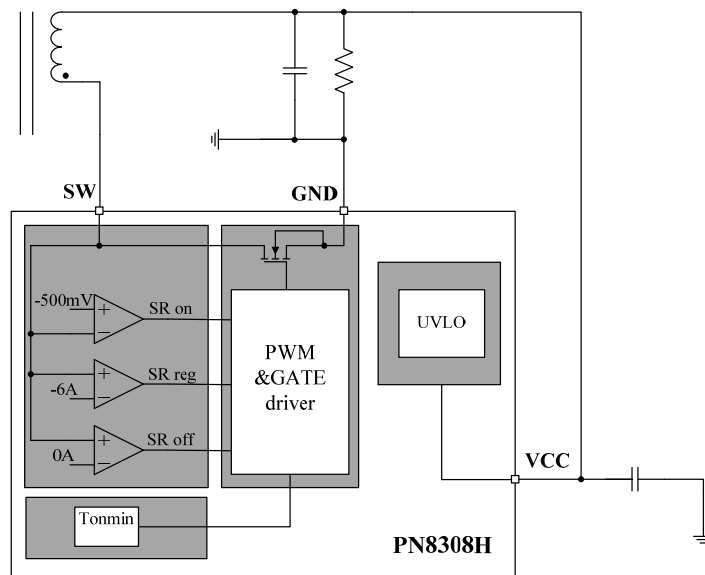 SW
GND
-500mV
SR on
-6A
SR reg
0A
SR off
PWM
&GATE
driver
UVLO
VCC
Tonmin
PN8308H